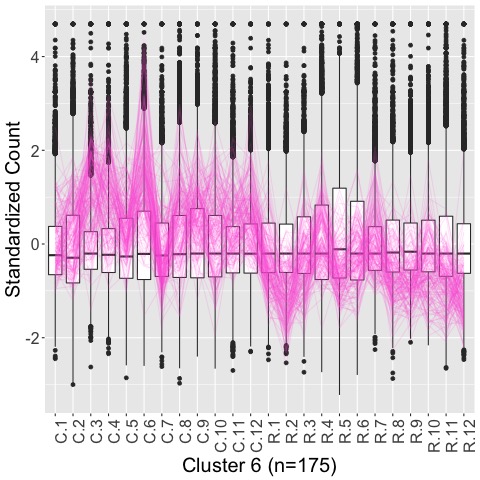 Standardized Count
4
2
0
-2
C.1
C.2
C.3
C.4
C.5
C.6
C.7
C.8
C.9
C.10
C.11
C.12
R.1
R.2
R.3
R.4
R.5
R.6
R.7
R.8
R.9
R.10
R.11
R.12
Cluster 6 (n=175)